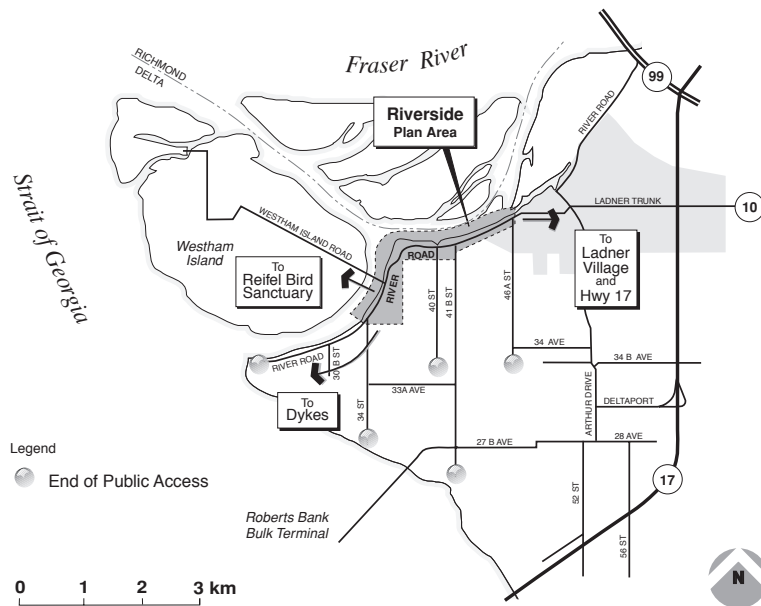 Fraser River
RICHMOND
DELTA
99
Riverside
Plan Area
RIVER ROAD
Strait of Georgia
LADNER TRUNK
10
WESTHAM ISLAND ROAD
Westham
Island
To
Reifel Bird
Sanctuary
RIVER
ROAD
40 ST
41 B ST
46 A ST
To
Ladner
Village
and
Hwy 17
34 AVE
34 B AVE
RIVER ROAD
30 B ST
33A AVE
To
Dykes
34 ST
ARTHUR DRIVE
DELTAPORT
27 B AVE
28 AVE
Legend
End of Public Access
17
52 ST
56 ST
Roberts Bank
Bulk Terminal
0 1 2 3 km
N